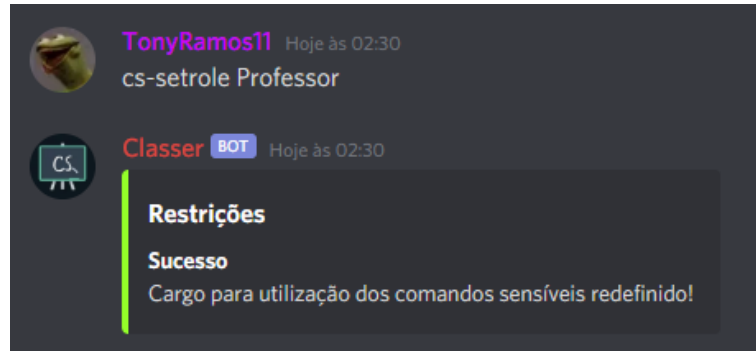 TonyRamos11 Hoje às 02:30
cs-setrole Professor
CS
Classer BOT Hoje às 02:30
Restrições
Sucesso
Cargo para utilização dos comandos sensíveis redefinido!